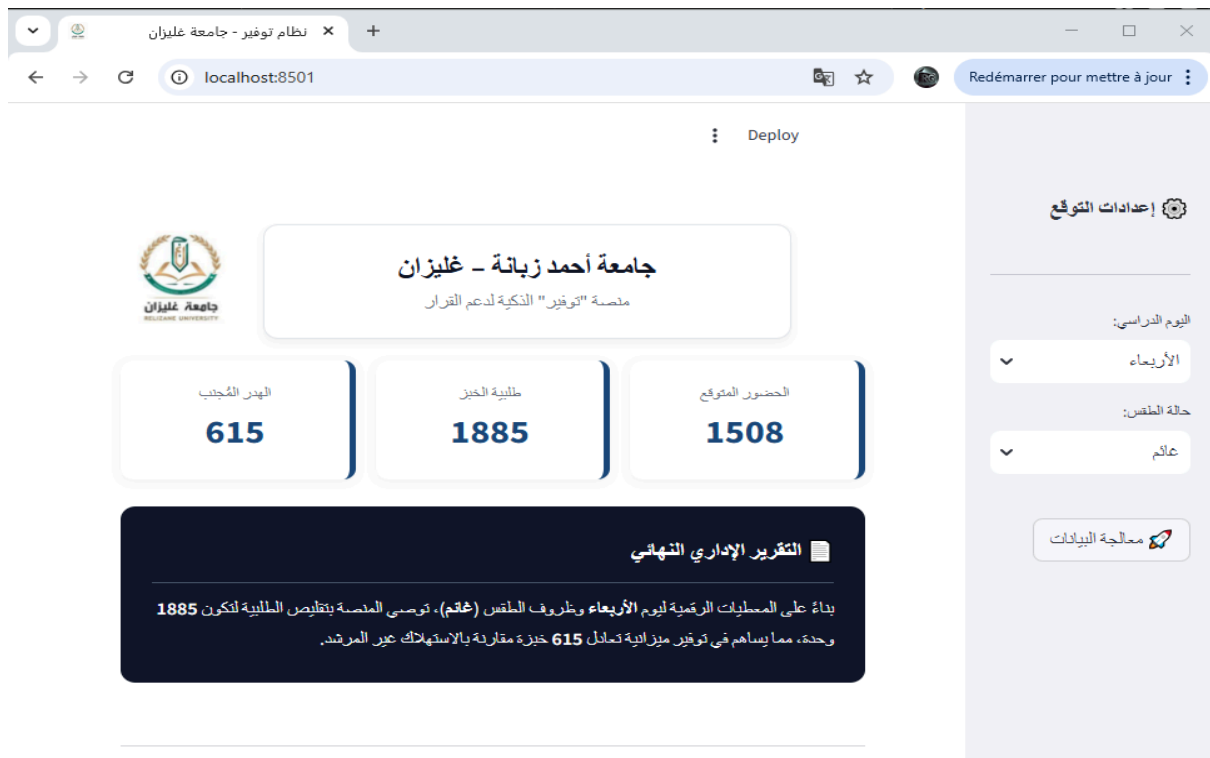 نظام توفير - جامعة غليزان
localhost:8501
Redémarrer pour mettre à jour
Deploy
إعدادات التوقع
اليوم الدراسي:
الأربعاء
حالة الطقس:
غائم
معالجة البيانات
جامعة غليزان
RELIZANE UNIVERSITY
جامعة أحمد زبانة – غليزان
منصة "توفير" الذكية لدعم القرار
الحضور المتوقع
1508
طلبية الخبز
1885
الهدر المُجتنب
615
التقرير الإداري النهائي
بناءً على المعطيات الرقمية ليوم الأربعاء وظروف الطقس (غائم)، توصي المنصة بتقليص الطلبية لتكون 1885
وحدة، مما يساهم في توفير ميزانية تعادل 615 خبزة مقارنة بالاستهلاك غير المرشد.